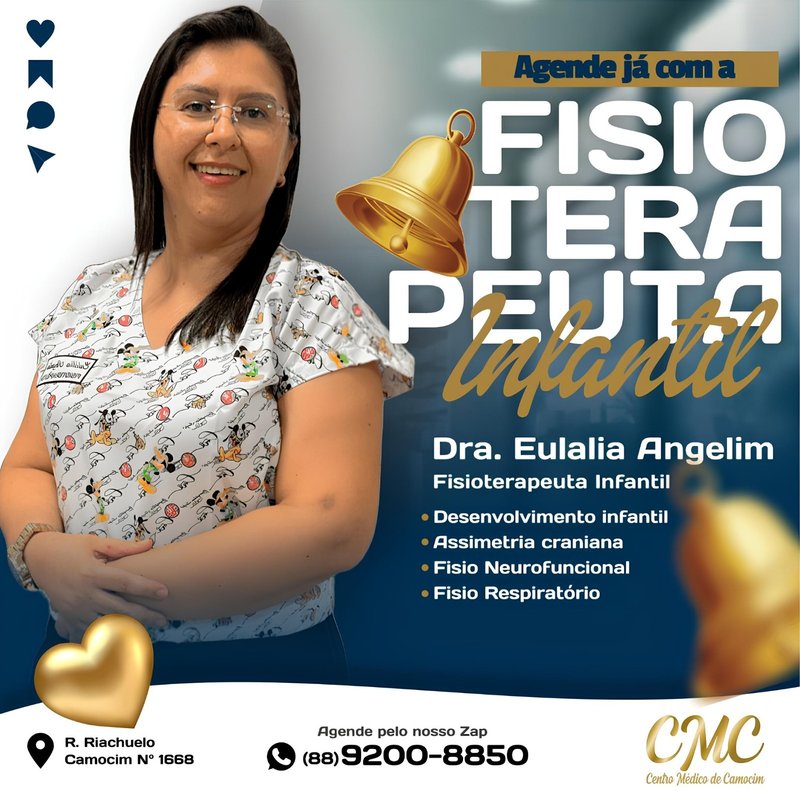 Agende já com a
FISIO
TERA
PEUTA
Infantil
Dra. Eulalia Angelim
Fisioterapeuta Infantil
• Desenvolvimento infantil
• Assimetria craniana
• Fisio Neurofuncional
• Fisio Respiratório
R. Riachuelo
Camocim Nº 1668
Agende pelo nosso Zap
(88) 9200-8850
CMC
Centro Médico de Camocim